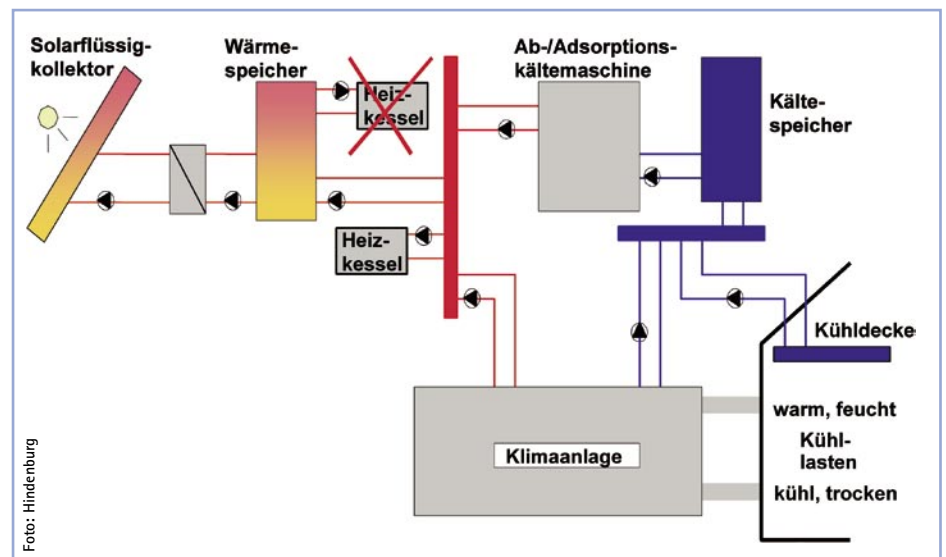 Solarflüssig-
kollektor
Wärme-
speicher
Heiz-
kessel
Ab-/Adsorptions-
kältemaschine
Kälte-
speicher
Heiz-
kessel
Kühldecke
warm, feucht
Kühl-
lasten
kühl, trocken
Klimaanlage
Foto: Hindenburg